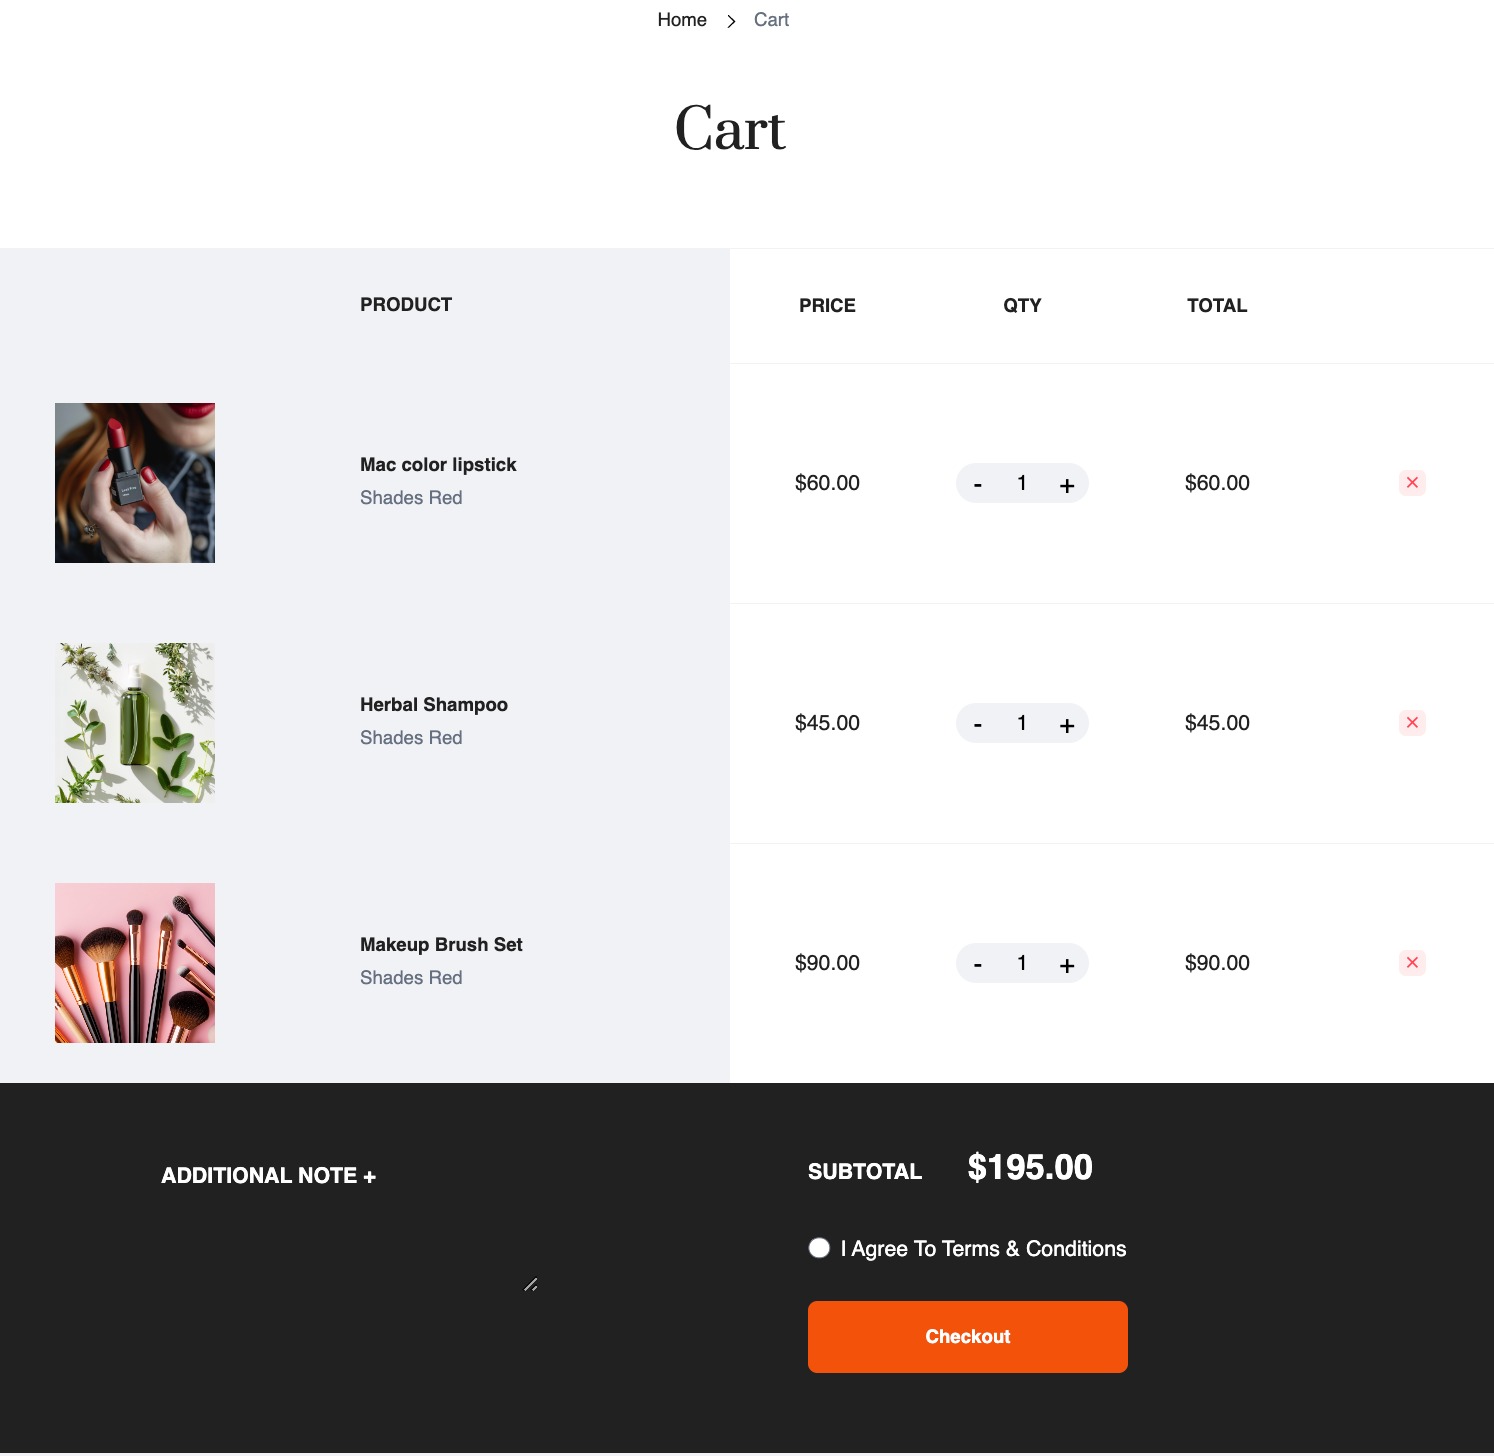 Home > Cart
Cart
PRODUCT PRICE QTY TOTAL
Mac color lipstick
Shades Red
$60.00 - 1 + $60.00 ×
Herbal Shampoo
Shades Red
$45.00 - 1 + $45.00 ×
Makeup Brush Set
Shades Red
$90.00 - 1 + $90.00 ×
ADDITIONAL NOTE +
SUBTOTAL $195.00
I Agree To Terms & Conditions
Checkout